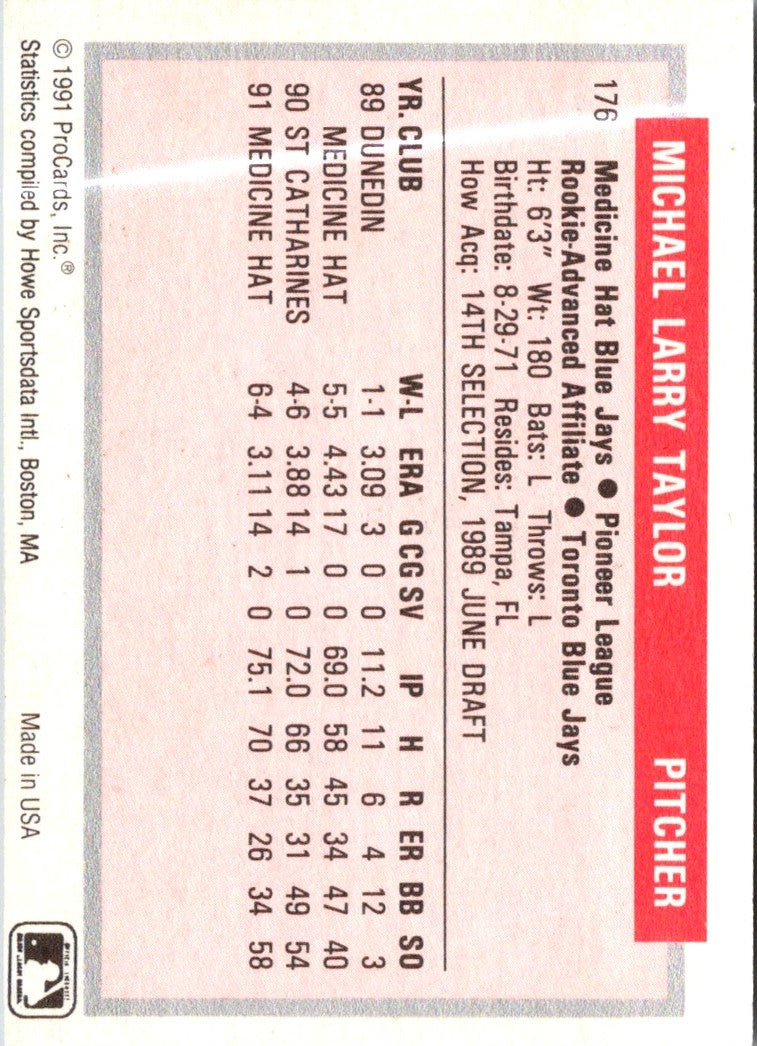 MICHAEL LARRY TAYLOR PITCHER
176 Medicine Hat Blue Jays ● Pioneer League
Rookie-Advanced Affiliate ● Toronto Blue Jays
Ht: 6'3" Wt: 180 Bats: L Throws: L
Birthdate: 8-29-71 Resides: Tampa, FL
How Acq: 14TH SELECTION, 1989 JUNE DRAFT
YR. CLUB W-L ERA G CG SV IP H R ER BB SO
89 DUNEDIN 1-1 3.09 3 0 0 11.2 11 6 4 12 3
MEDICINE HAT 5-5 4.43 17 0 0 69.0 58 45 34 47 40
90 ST CATHARINES 4-6 3.88 14 1 0 72.0 66 35 31 49 54
91 MEDICINE HAT 6-4 3.11 14 2 0 75.1 70 37 26 34 58
© 1991 ProCards, Inc.®
Statistics compiled by Howe Sportsdata Intl., Boston, MA Made in USA